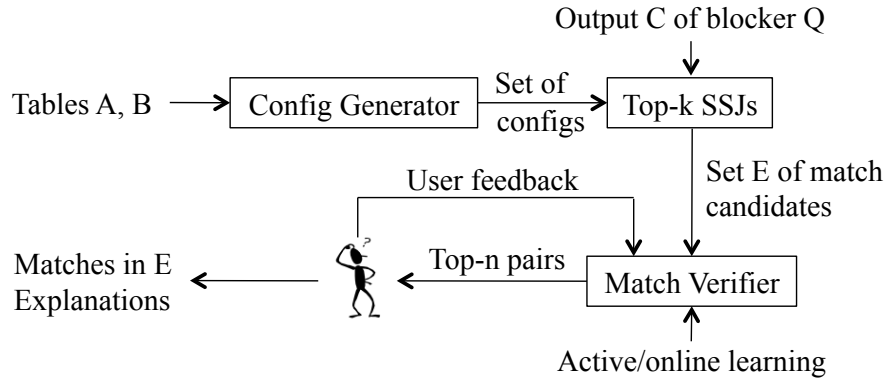 Output C of blocker Q
Tables A, B
Config Generator
Set of
configs
Top-k SSJs
User feedback
Set E of match
candidates
?
Matches in E
Explanations
Top-n pairs
Match Verifier
Active/online learning